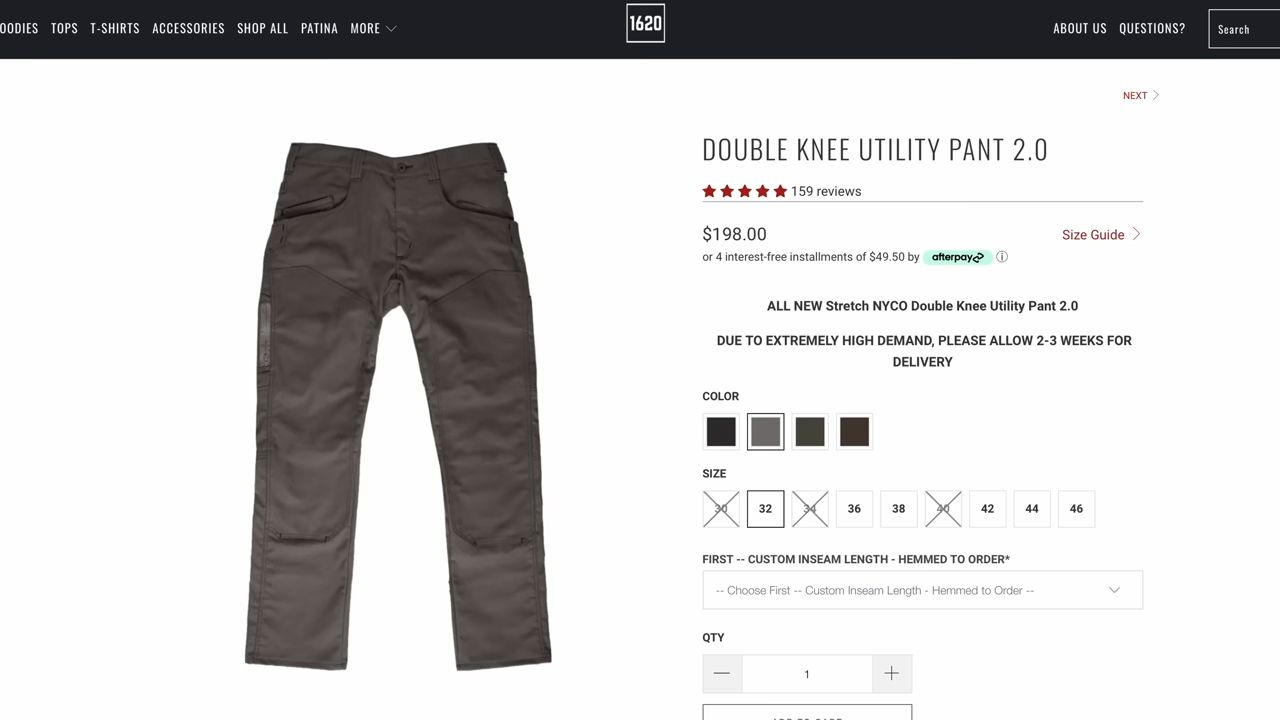 OODIES TOPS T-SHIRTS ACCESSORIES SHOP ALL PATINA MORE
1620
ABOUT US QUESTIONS? Search
NEXT
DOUBLE KNEE UTILITY PANT 2.0
159 reviews
$198.00
Size Guide
or 4 interest-free installments of $49.50 by afterpay
ALL NEW Stretch NYCO Double Knee Utility Pant 2.0
DUE TO EXTREMELY HIGH DEMAND, PLEASE ALLOW 2-3 WEEKS FOR
DELIVERY
COLOR
SIZE
30 32 34 36 38 40 42 44 46
FIRST -- CUSTOM INSEAM LENGTH - HEMMED TO ORDER*
-- Choose First -- Custom Inseam Length - Hemmed to Order --
QTY
1
ADD TO CART